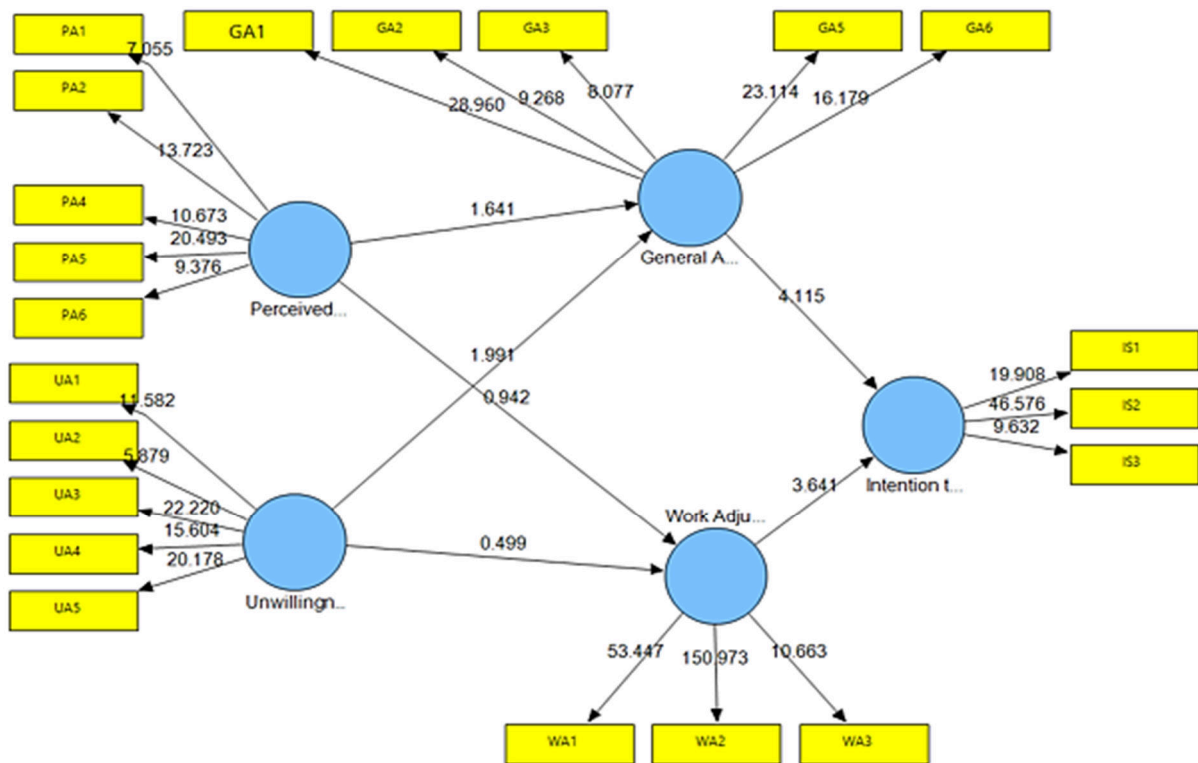 PA1
GA1
GA2
GA3
GA5
GA6
7.055
PA2
28.960
9.268
8.077
23.114
16.179
13.723
PA4
10.673
20.493
PA5
9.376
PA6
1.641
General A...
Perceived...
4.115
1.991
0.942
UA1
11.582
UA2
5.879
UA3
22.220
15.604
UA4
20.178
UA5
Unwillingn...
0.499
IS1
19.908
46.576
IS2
9.632
IS3
Intention t...
3.641
Work Adju...
53.447
150.973
10.663
WA1
WA2
WA3